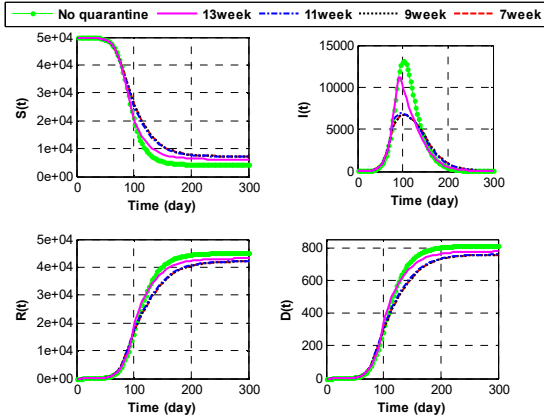 No quarantine 13week 11week 9week 7week
5e+04
4e+04
3e+04
2e+04
1e+04
0e+00
S(t)
0 100 200 300
Time (day)
15000
10000
5000
0
I(t)
0 100 200 300
Time (day)
5e+04
4e+04
3e+04
2e+04
1e+04
0e+00
R(t)
0 100 200 300
Time (day)
800
600
400
200
0
D(t)
0 100 200 300
Time (day)